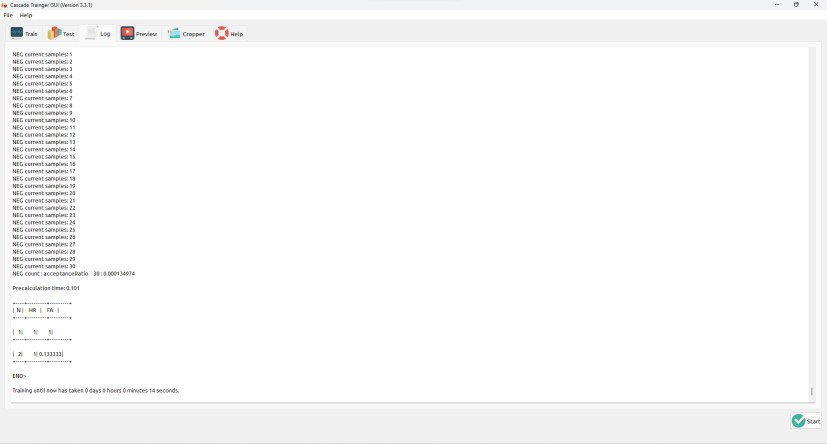 Cascade Trainger GUI (Version 3.3.1)
File Help
Train Test Log Preview Cropper Help
NEG current samples: 1
NEG current samples: 2
NEG current samples: 3
NEG current samples: 4
NEG current samples: 5
NEG current samples: 6
NEG current samples: 7
NEG current samples: 8
NEG current samples: 9
NEG current samples: 10
NEG current samples: 11
NEG current samples: 12
NEG current samples: 13
NEG current samples: 14
NEG current samples: 15
NEG current samples: 16
NEG current samples: 17
NEG current samples: 18
NEG current samples: 19
NEG current samples: 20
NEG current samples: 21
NEG current samples: 22
NEG current samples: 23
NEG current samples: 24
NEG current samples: 25
NEG current samples: 26
NEG current samples: 27
NEG current samples: 28
NEG current samples: 29
NEG current samples: 30
NEG count : acceptanceRatio 30 : 0.000134974
Precalculation time: 0.101
+----+---------+---------+
| N | HR | FA |
+----+---------+---------+
| 1| 1| 1|
+----+---------+---------+
| 2| 1| 0.133333|
+----+---------+---------+
END>
Training until now has taken 0 days 0 hours 0 minutes 14 seconds.
Start